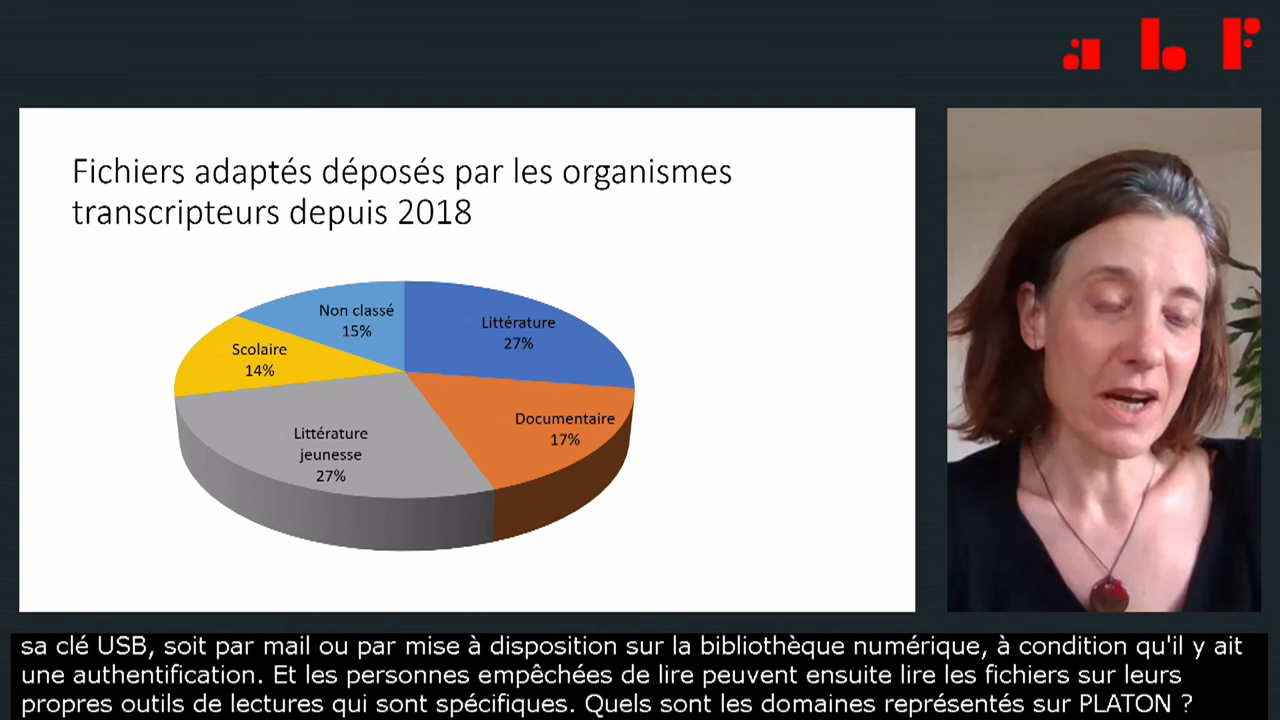 abf
Fichiers adaptés déposés par les organismes
transcripteurs depuis 2018
Non classé
15%
Littérature
27%
Scolaire
14%
Documentaire
17%
Littérature
jeunesse
27%
sa clé USB, soit par mail ou par mise à disposition sur la bibliothèque numérique, à condition qu'il y ait
une authentification. Et les personnes empêchées de lire peuvent ensuite lire les fichiers sur leurs
propres outils de lectures qui sont spécifiques. Quels sont les domaines représentés sur PLATON ?